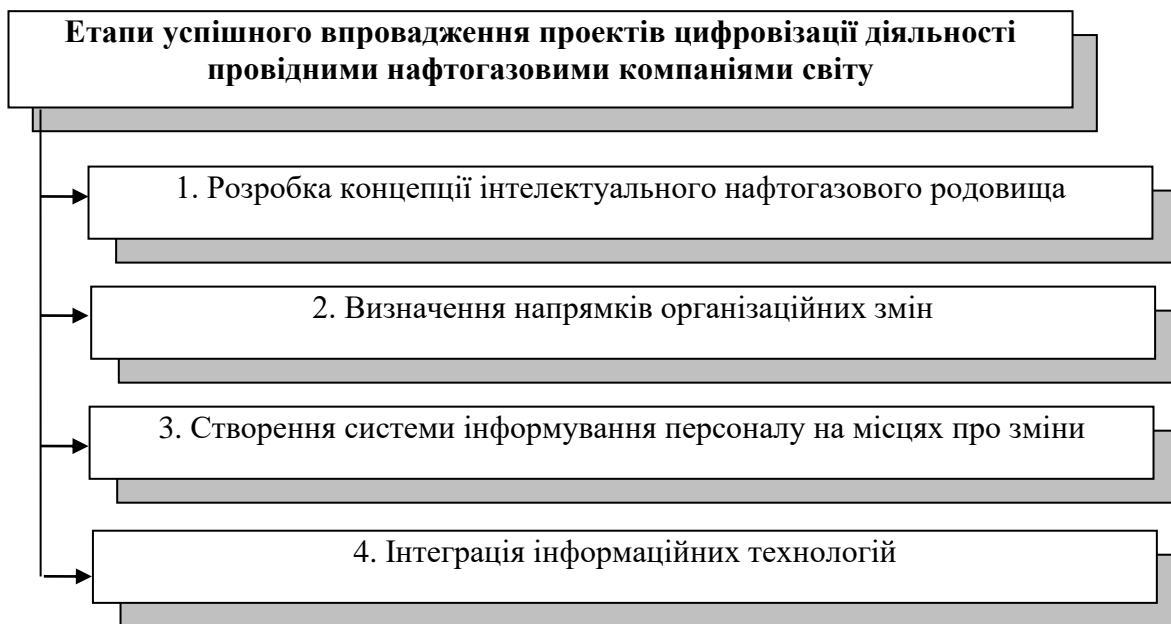 Етапи успішного впровадження проектів цифровізації діяльності
провідними нафтогазовими компаніями світу
1. Розробка концепції інтелектуального нафтогазового родовища
2. Визначення напрямків організаційних змін
3. Створення системи інформування персоналу на місцях про зміни
4. Інтеграція інформаційних технологій